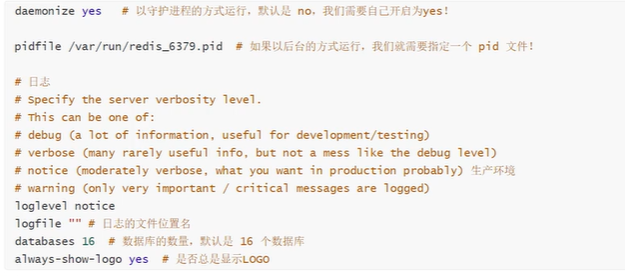 daemonize yes # 以守护进程的方式运行，默认是 no，我们需要自己开启为yes！
pidfile /var/run/redis_6379.pid # 如果以后台的方式运行，我们就需要指定一个 pid 文件！
# 日志
# Specify the server verbosity level.
# This can be one of:
# debug (a lot of information, useful for development/testing)
# verbose (many rarely useful info, but not a mess like the debug level)
# notice (moderately verbose, what you want in production probably) 生产环境
# warning (only very important / critical messages are logged)
loglevel notice
logfile "" # 日志的文件位置名
databases 16 # 数据库的数量，默认是 16 个数据库
always-show-logo yes # 是否总是显示LOGO